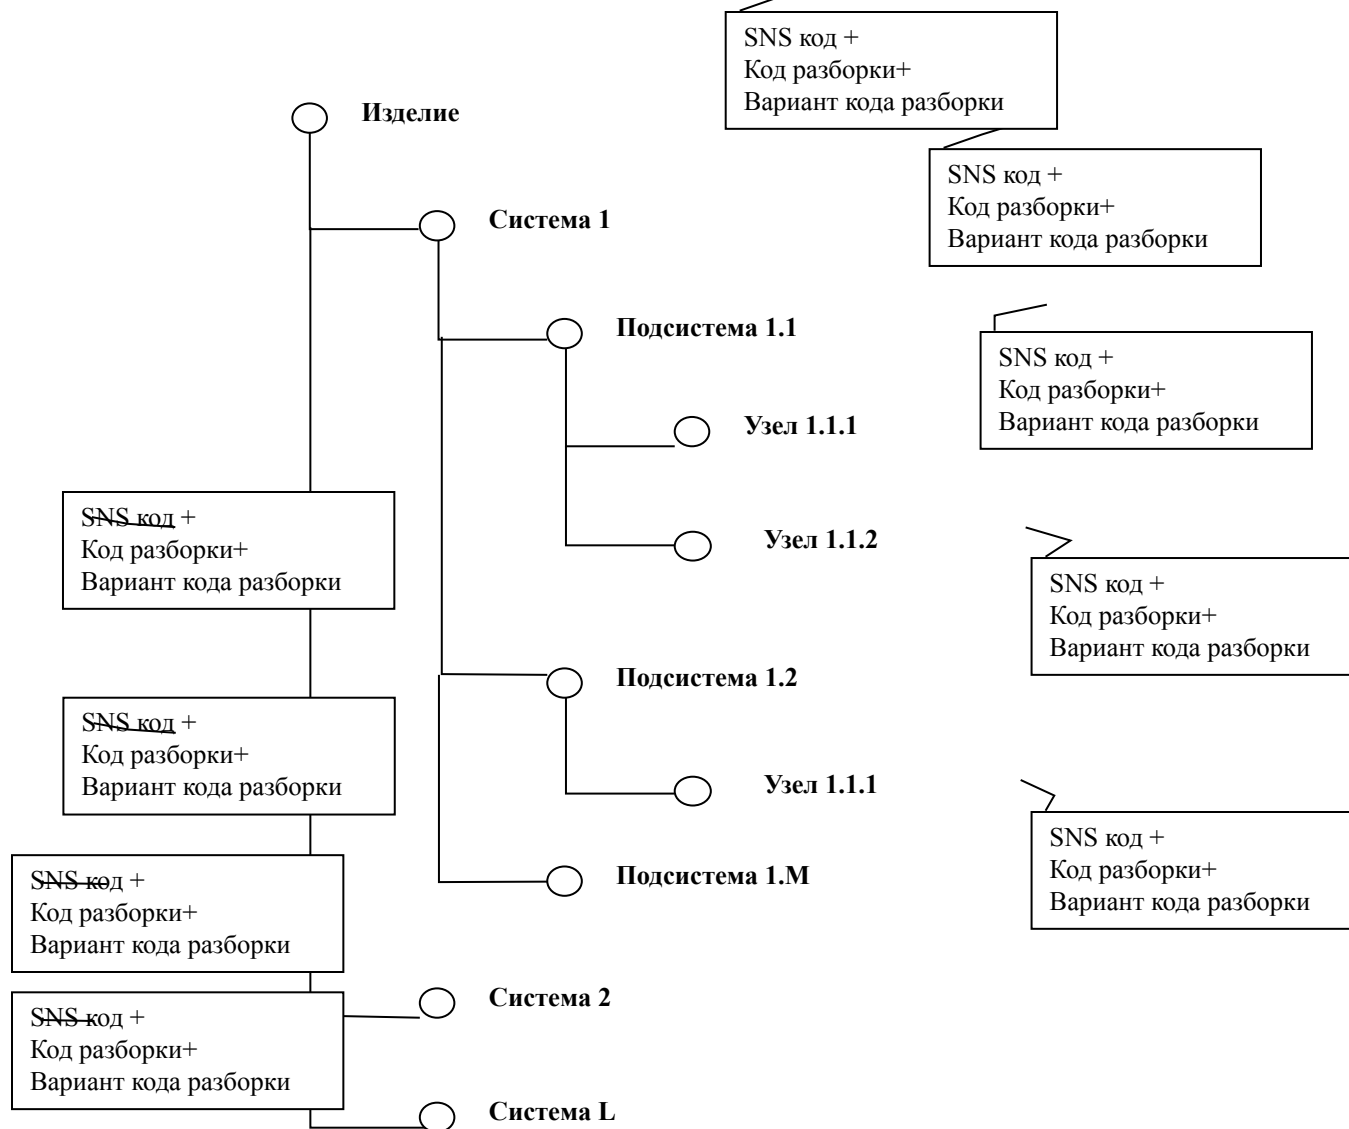 SNS код +
Код разборки+
Вариант кода разборки
Изделие
SNS код +
Код разборки+
Вариант кода разборки
Система 1
Подсистема 1.1
SNS код +
Код разборки+
Вариант кода разборки
Узел 1.1.1
SNS код +
Код разборки+
Вариант кода разборки
Узел 1.1.2
SNS код +
Код разборки+
Вариант кода разборки
Подсистема 1.2
SNS код +
Код разборки+
Вариант кода разборки
Узел 1.1.1
SNS код +
Код разборки+
Вариант кода разборки
Подсистема 1.М
SNS код +
Код разборки+
Вариант кода разборки
Система 2
SNS код +
Код разборки+
Вариант кода разборки
Система L